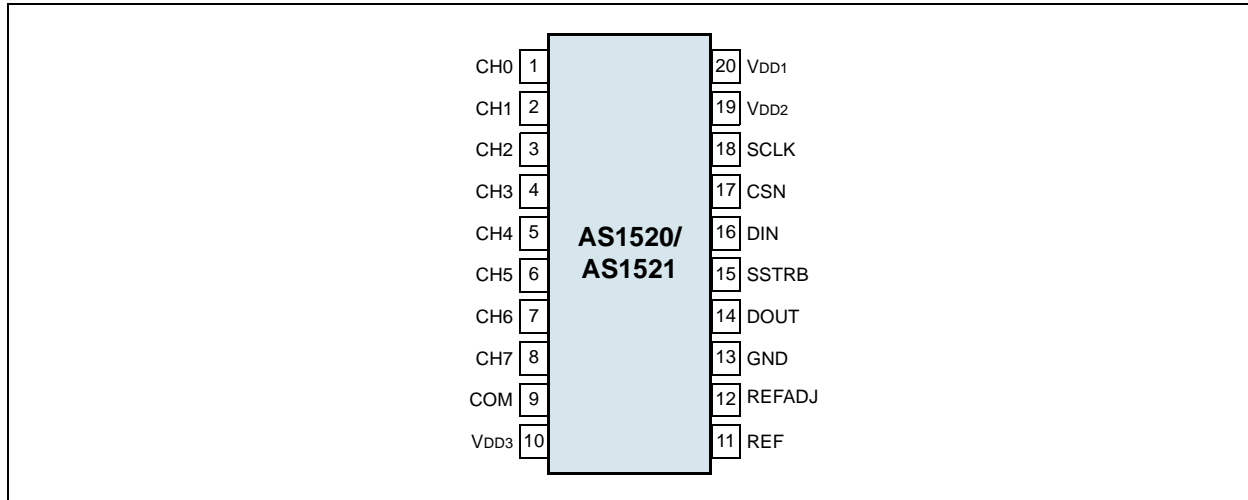 CH0 1
CH1 2
CH2 3
CH3 4
CH4 5
CH5 6
CH6 7
CH7 8
COM 9
VDD3 10
AS1520/
AS1521
20 VDD1
19 VDD2
18 SCLK
17 CSN
16 DIN
15 SSTRB
14 DOUT
13 GND
12 REFADJ
11 REF